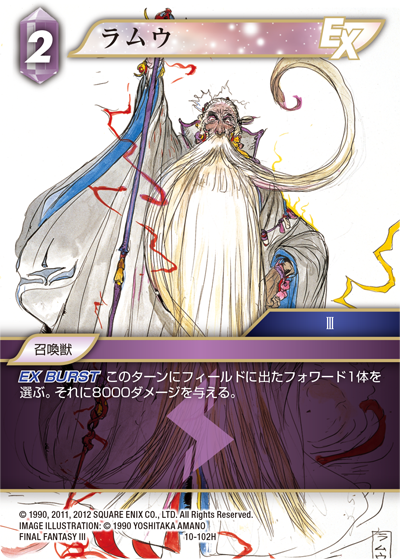 2
ラムウ
EX
III
召喚獣
EX BURST このターンにフィールドに出たフォワード1体を
選ぶ。それに8000ダメージを与える。
© 1990, 2011, 2012 SQUARE ENIX CO., LTD. All Rights Reserved.
IMAGE ILLUSTRATION: © 1990 YOSHITAKA AMANO
FINAL FANTASY III 10-102H
ラムウ